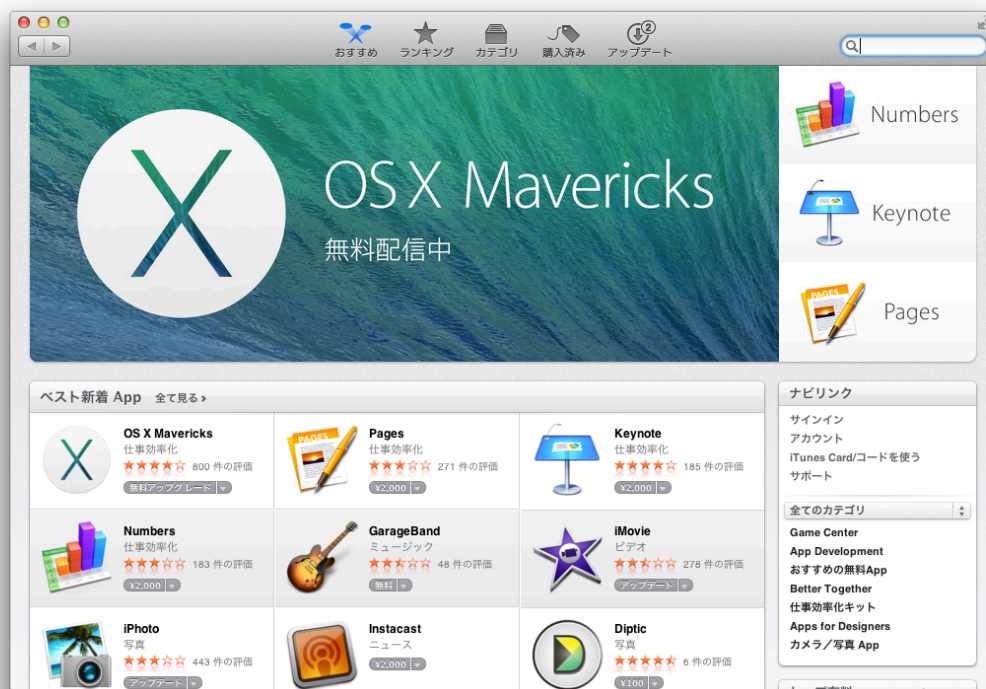 おすすめ
ランキング
カテゴリ
購入済み
アップデート
2
OS X Mavericks
無料配信中
Numbers
Keynote
PAGES
Pages
ベスト新着 App 全て見る
OS X Mavericks
仕事効率化
800 件の評価
無料アップグレード
PAGES
Pages
仕事効率化
271 件の評価
¥2,000
Keynote
仕事効率化
185 件の評価
¥2,000
Numbers
仕事効率化
183 件の評価
¥2,000
GarageBand
ミュージック
48 件の評価
無料
iMovie
ビデオ
278 件の評価
アップデート
iPhoto
写真
443 件の評価
アップデート
Instacast
ニュース
¥2,000
Diptic
写真
6 件の評価
¥100
ナビリンク
サインイン
アカウント
iTunes Card/コードを使う
サポート
全てのカテゴリ
Game Center
App Development
おすすめの無料App
Better Together
仕事効率化キット
Apps for Designers
カメラ／写真 App